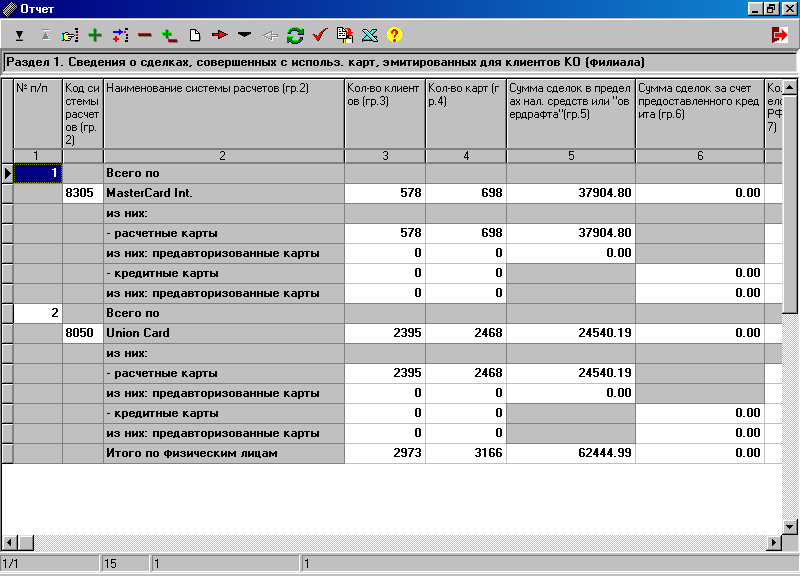 Отчет
Раздел 1. Сведения о сделках, совершенных с использ. карт, эмитированных для клиентов КО (филиала)
№ п/п Код системы расчетов (гр.2) Наименование системы расчетов (гр.2) Кол-во клиентов (гр.3) Кол-во карт (гр.4) Сумма сделок в пределах нал. средств или "овердрафта"(гр.5) Сумма сделок за счет предоставленного кредита (гр.6)
1 2 3 4 5 6
1 Всего по
8305 MasterCard Int. 578 698 37904.80 0.00
из них:
- расчетные карты 578 698 37904.80
из них: предавторизованные карты 0 0 0.00
- кредитные карты 0 0 0.00
из них: предавторизованные карты 0 0 0.00
2 Всего по
8050 Union Card 2395 2468 24540.19 0.00
из них:
- расчетные карты 2395 2468 24540.19
из них: предавторизованные карты 0 0 0.00
- кредитные карты 0 0 0.00
из них: предавторизованные карты 0 0 0.00
Итого по физическим лицам 2973 3166 62444.99 0.00
1/1 15 1 1